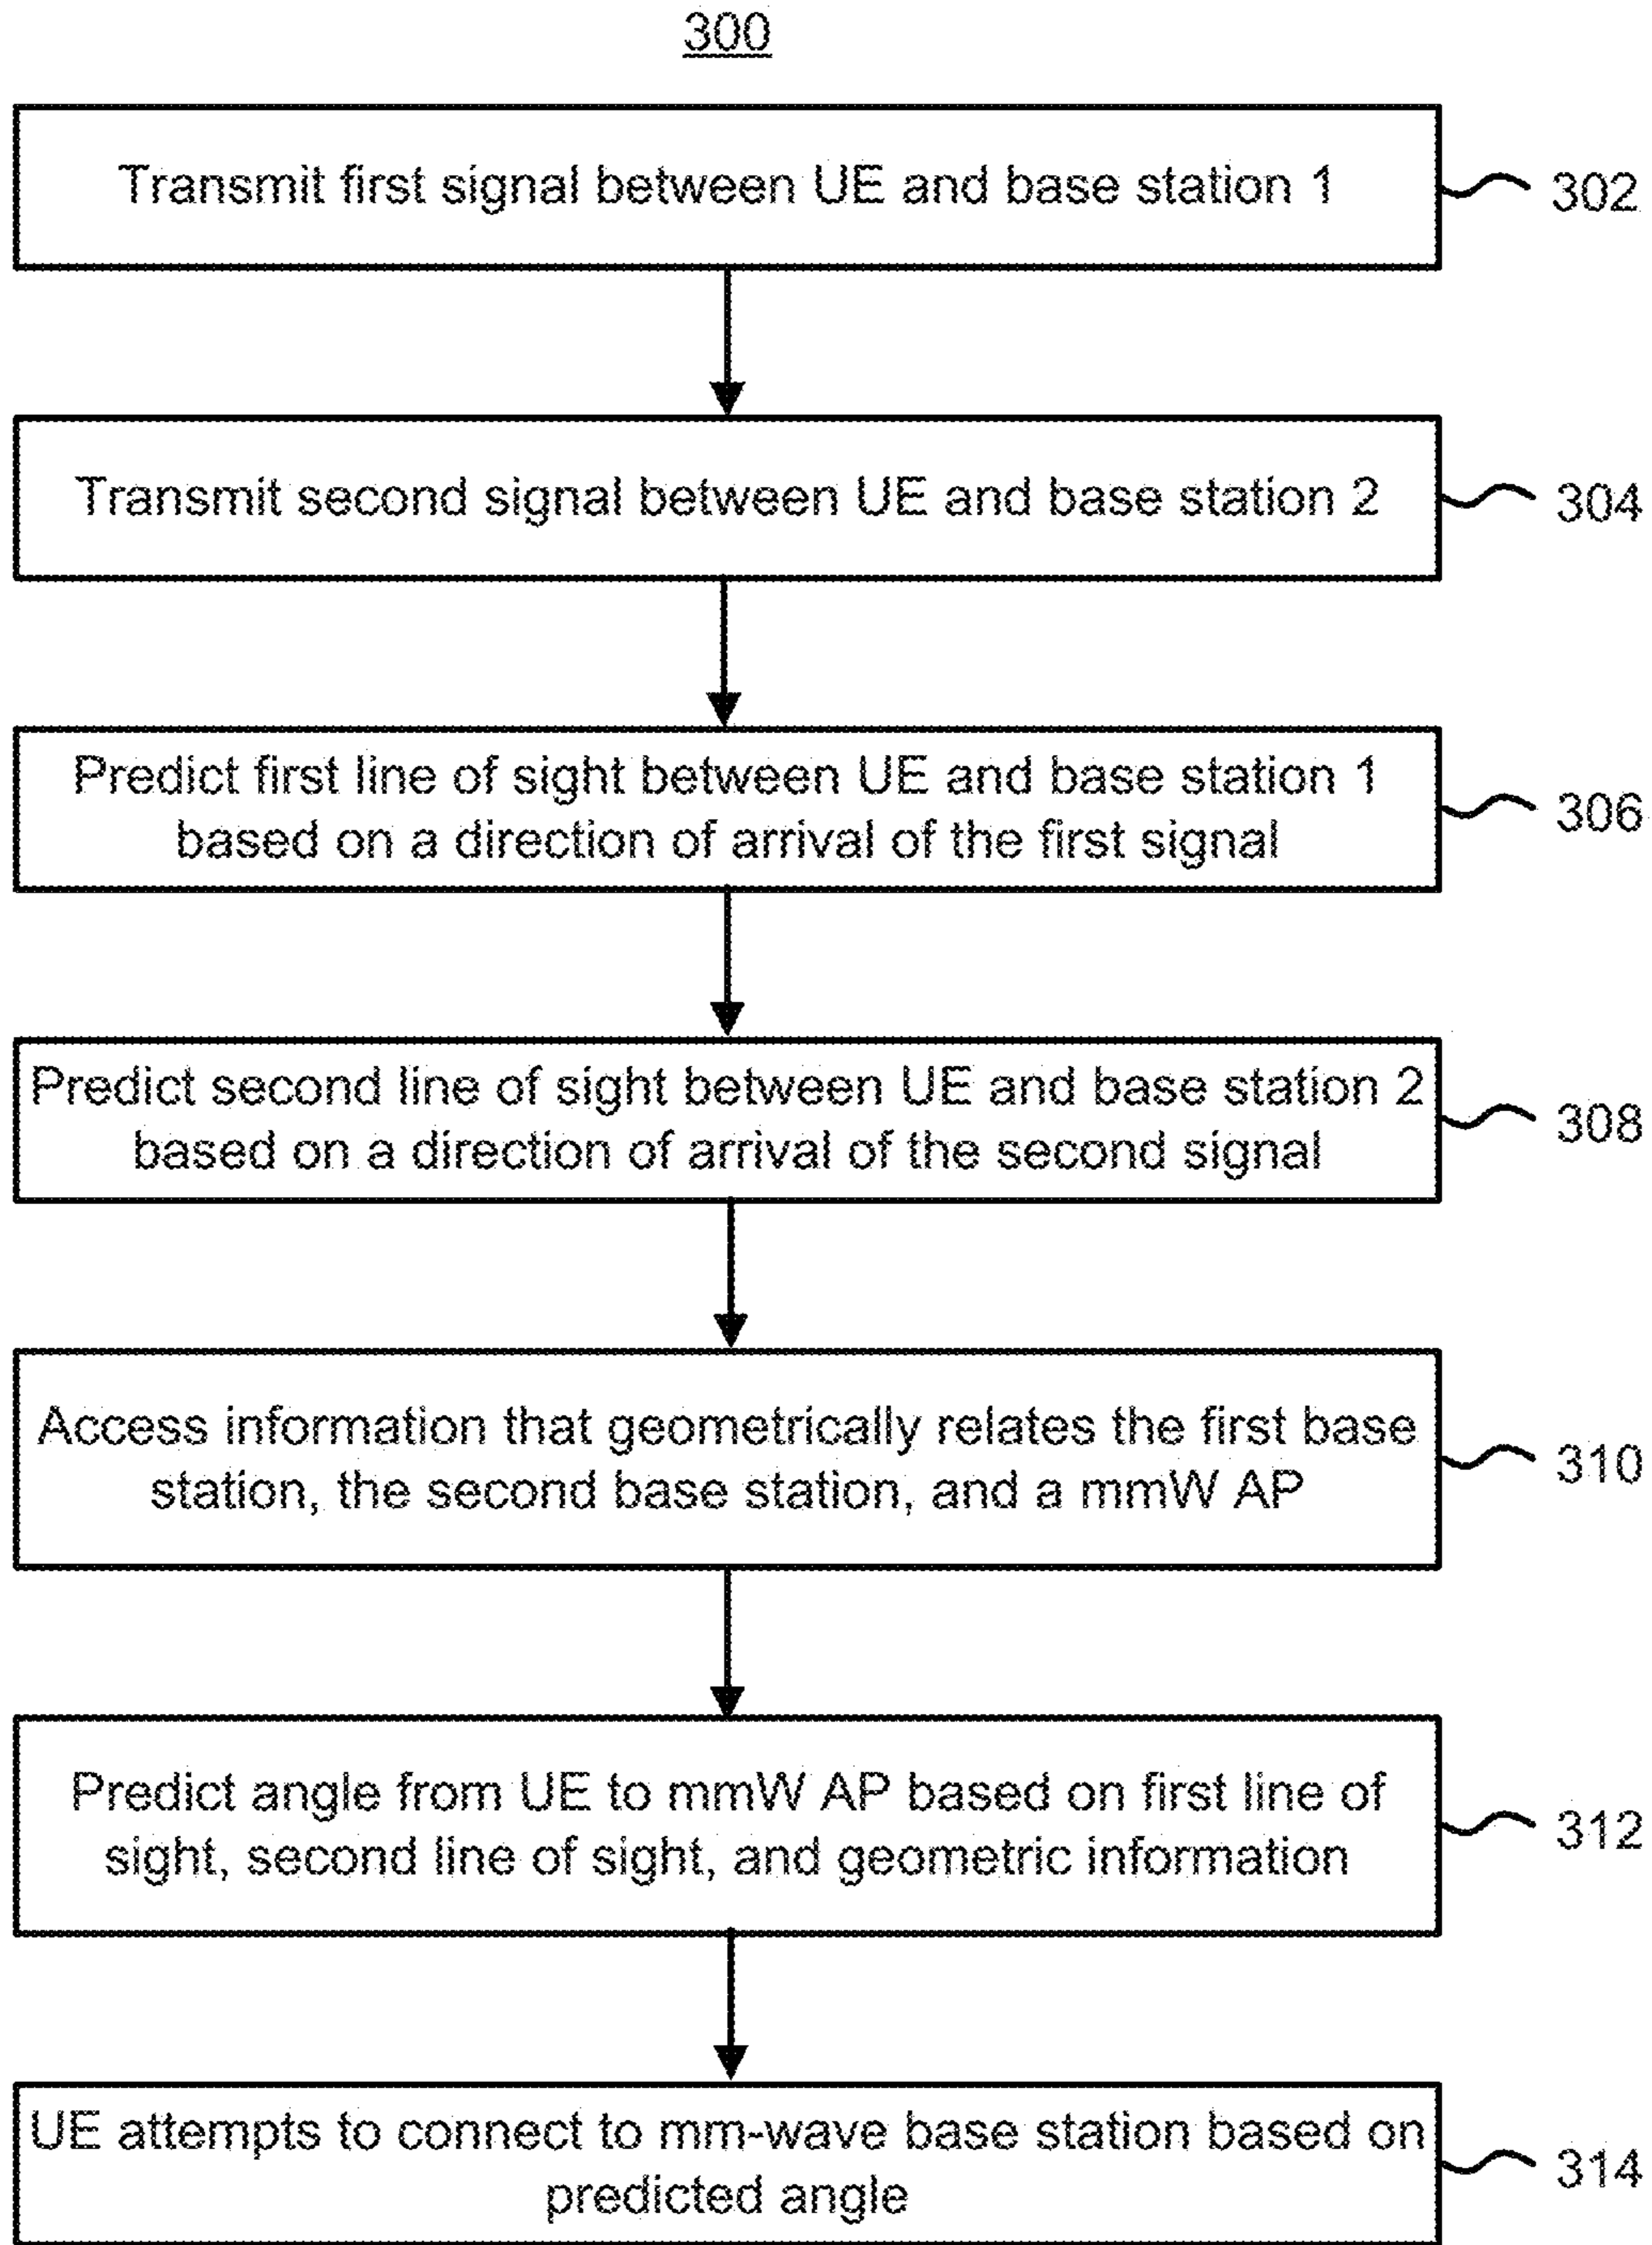 300
Transmit first signal between UE and base station 1
302
Transmit second signal between UE and base station 2
304
Predict first line of sight between UE and base station 1
based on a direction of arrival of the first signal
306
Predict second line of sight between UE and base station 2
based on a direction of arrival of the second signal
308
Access information that geometrically relates the first base
station, the second base station, and a mmW AP
310
Predict angle from UE to mmW AP based on first line of
sight, second line of sight, and geometric information
312
UE attempts to connect to mm-wave base station based on
predicted angle
314